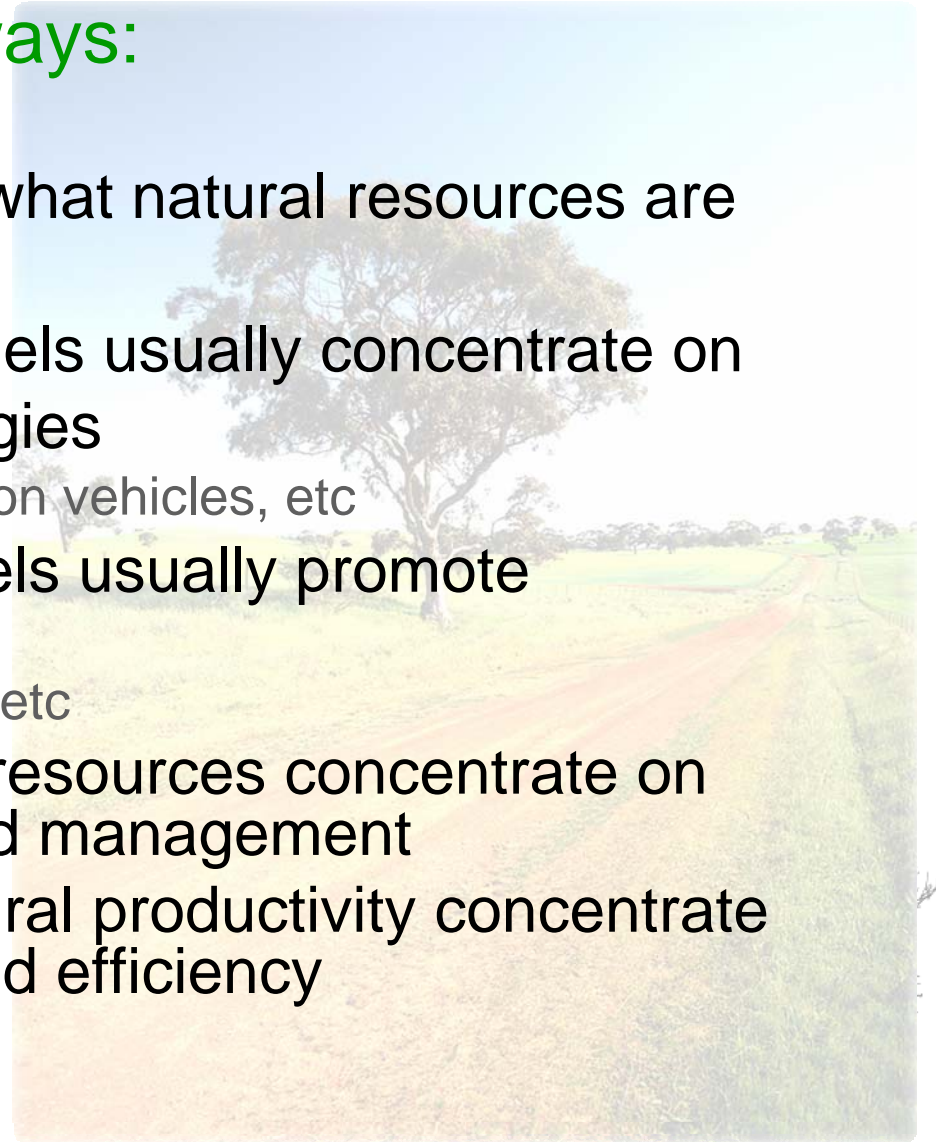 ays:
what natural resources are
els usually concentrate on
gies
on vehicles, etc
els usually promote
etc
resources concentrate on
d management
ral productivity concentrate
d efficiency